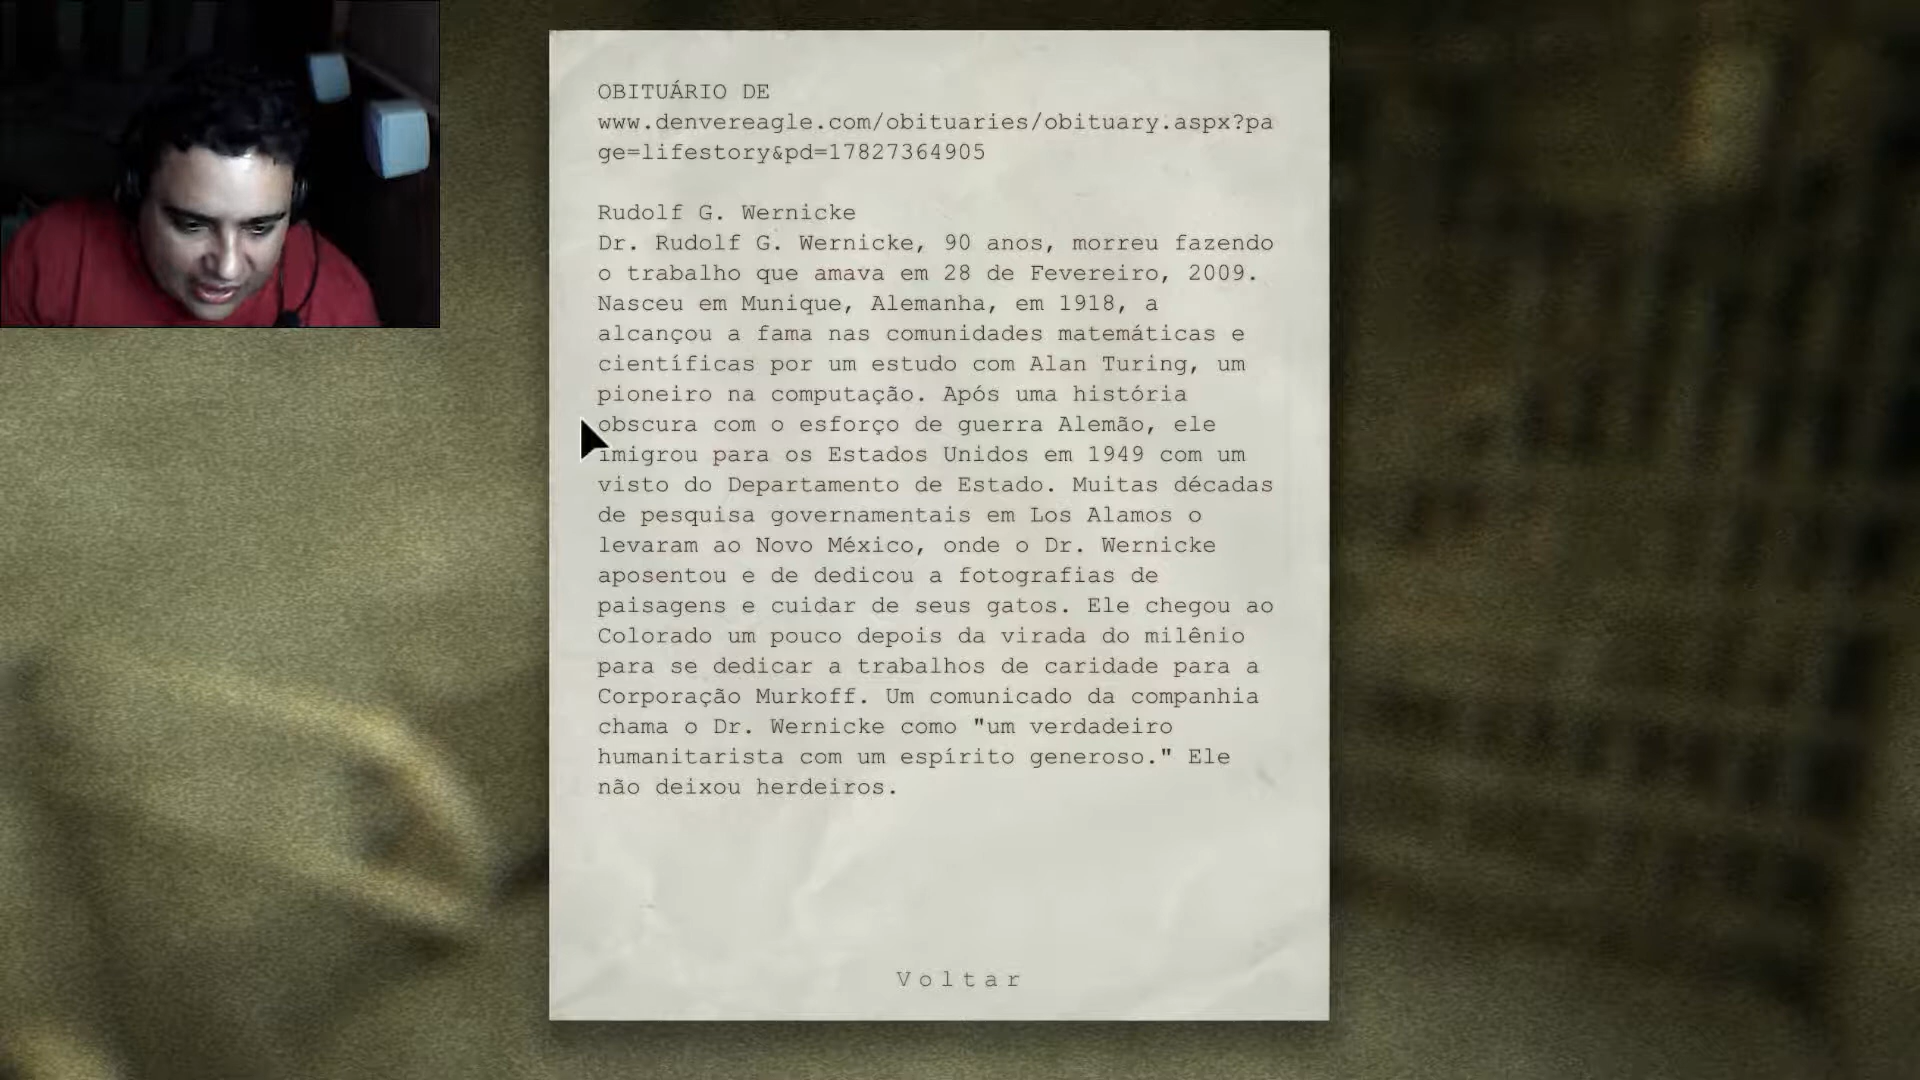 OBITUÁRIO DE
www.denvereagle.com/obituaries/obituary.aspx?pa
ge=lifestory&pd=17827364905
Rudolf G. Wernicke
Dr. Rudolf G. Wernicke, 90 anos, morreu fazendo
o trabalho que amava em 28 de Fevereiro, 2009.
Nasceu em Munique, Alemanha, em 1918, a
alcançou a fama nas comunidades matemáticas e
científicas por um estudo com Alan Turing, um
pioneiro na computação. Após uma história
obscura com o esforço de guerra Alemão, ele
imigrou para os Estados Unidos em 1949 com um
visto do Departamento de Estado. Muitas décadas
de pesquisa governamentais em Los Alamos o
levaram ao Novo México, onde o Dr. Wernicke
aposentou e de dedicou a fotografias de
paisagens e cuidar de seus gatos. Ele chegou ao
Colorado um pouco depois da virada do milênio
para se dedicar a trabalhos de caridade para a
Corporação Murkoff. Um comunicado da companhia
chama o Dr. Wernicke como "um verdadeiro
humanitarista com um espírito generoso." Ele
não deixou herdeiros.
Voltar